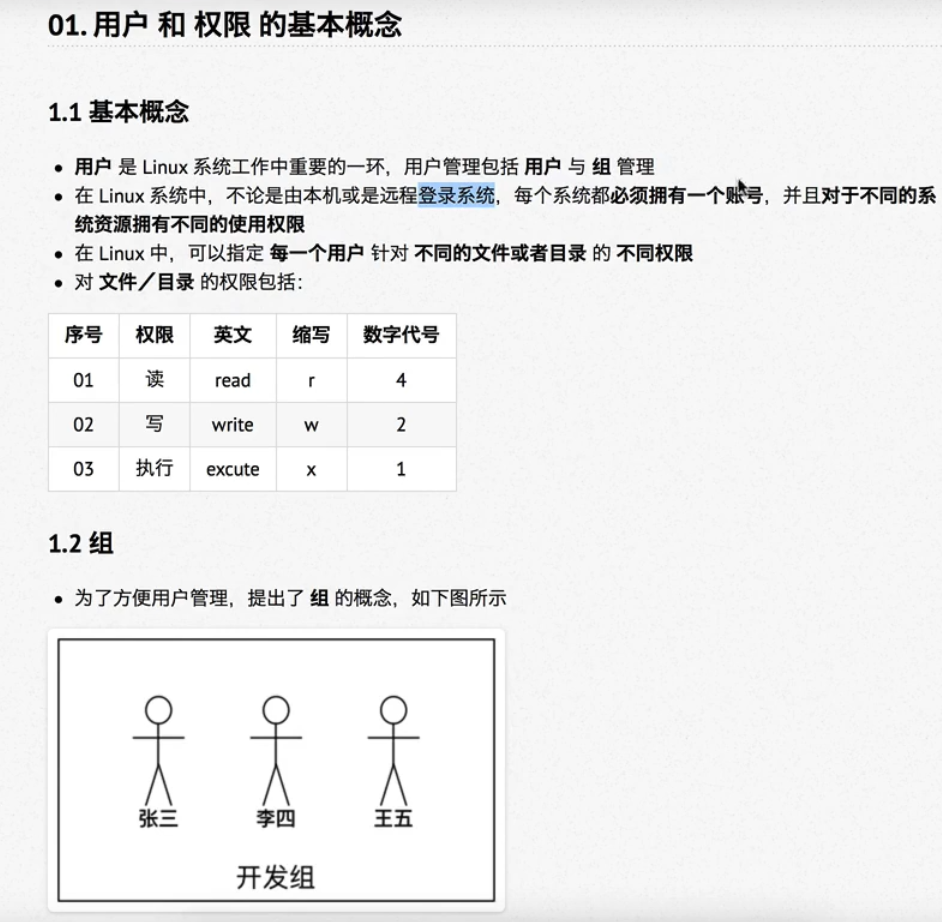 01. 用户 和 权限 的基本概念
1.1 基本概念
• 用户 是 Linux 系统工作中重要的一环，用户管理包括 用户 与 组 管理
• 在 Linux 系统中，不论是由本机或是远程登录系统，每个系统都必须拥有一个账号，并且对于不同的系
统资源拥有不同的使用权限
• 在 Linux 中，可以指定 每一个用户 针对 不同的文件或者目录 的 不同权限
• 对 文件／目录 的权限包括：
序号 权限 英文 缩写 数字代号
01 读 read r 4
02 写 write w 2
03 执行 excute x 1
1.2 组
• 为了方便用户管理，提出了 组 的概念，如下图所示
张三 李四 王五
开发组